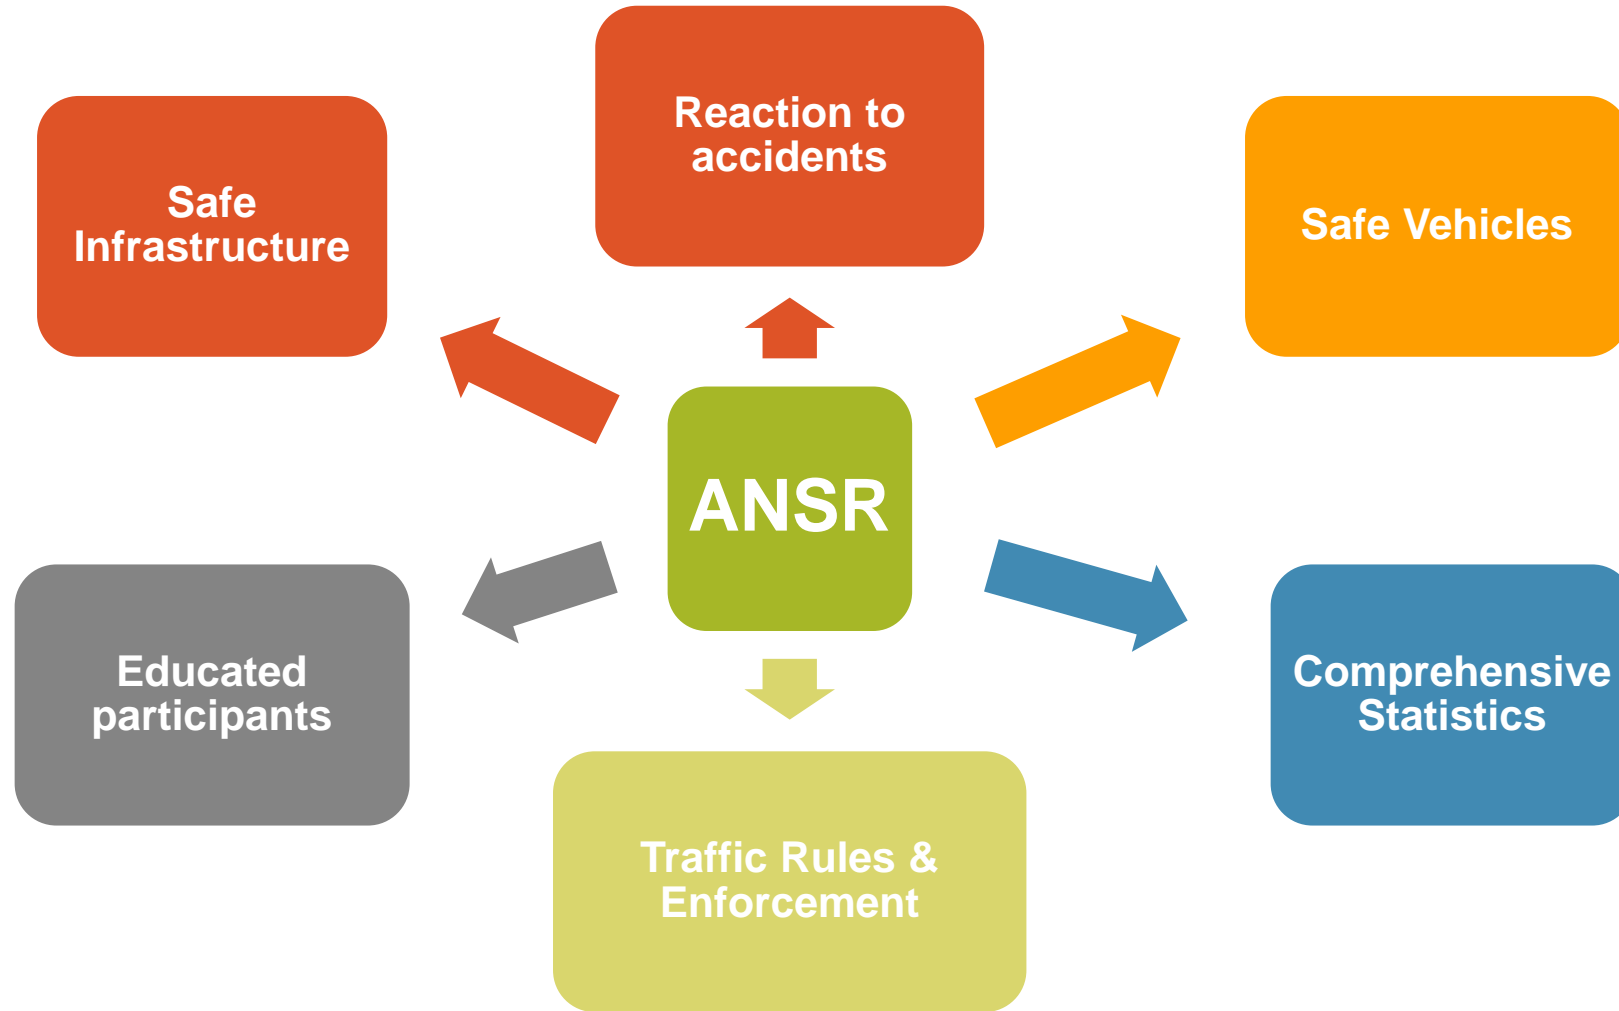 Reaction to
accidents
Safe
Infrastructure
Safe Vehicles
ANSR
Educated
participants
Comprehensive
Statistics
Traffic Rules &
Enforcement